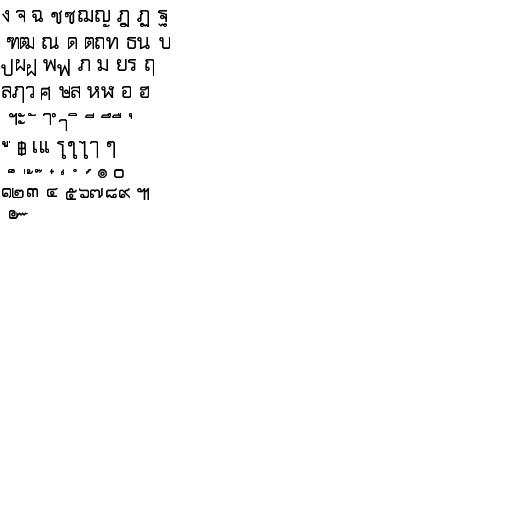 ง จ ฉ ชซฌญ ฎ ฏ ฐ
ฑฒ ณ ด ตถท ธน บ
ปผฝ พฟ ภ ม ยร ฤ
ลฦว ศ ษส หฬ อ ฮ
ฯะ ั า ำ ิ ี ึ ื ุ
ู ฿ เแ โใไๅ ๆ
๏ ๐
๑๒๓ ๔ ๕๖๗๘๙ ๚
๛